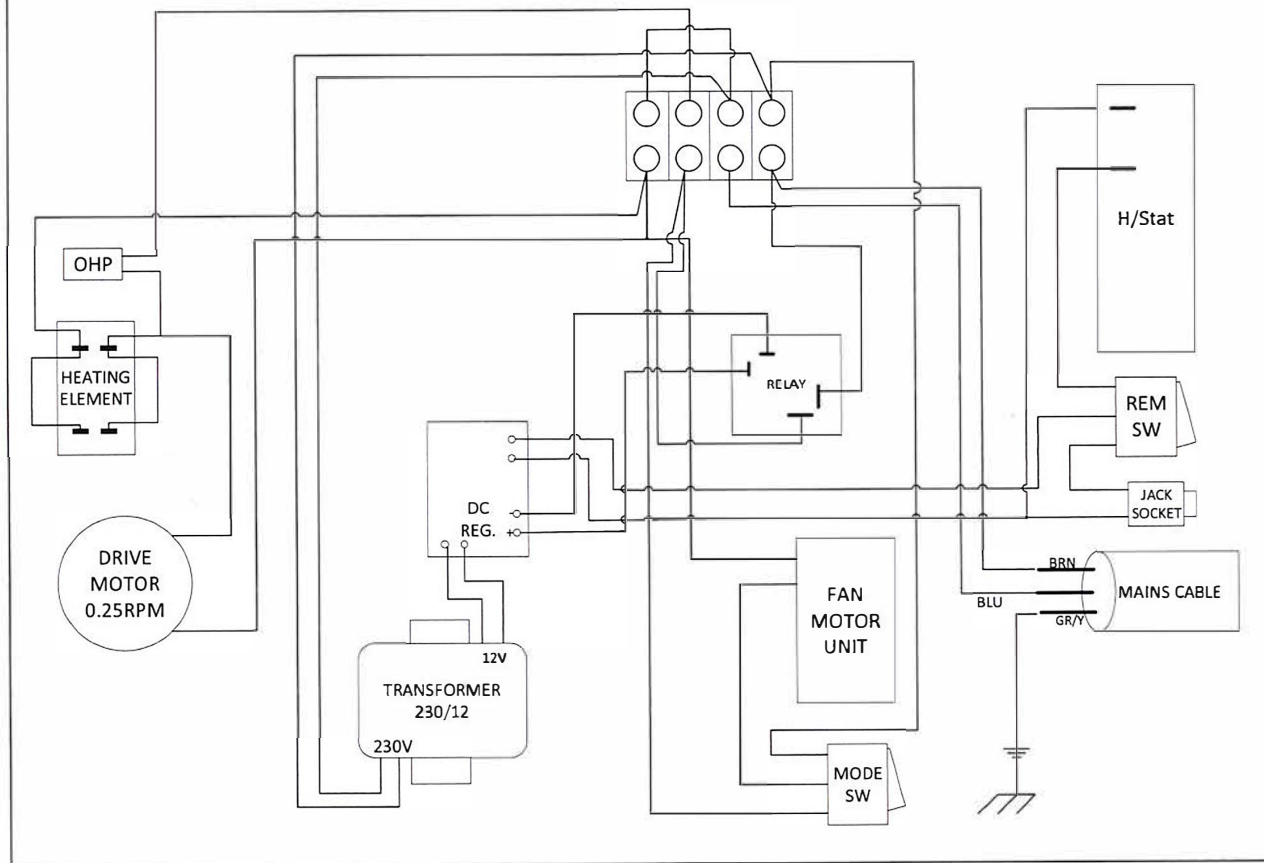 H/Stat
OHP
HEATING
ELEMENT
RELAY
REM
SW
DC
REG.
-
+
JACK
SOCKET
DRIVE
MOTOR
0.25RPM
FAN
MOTOR
UNIT
BRN
BLU
GR/Y
MAINS CABLE
12V
TRANSFORMER
230/12
230V
MODE
SW